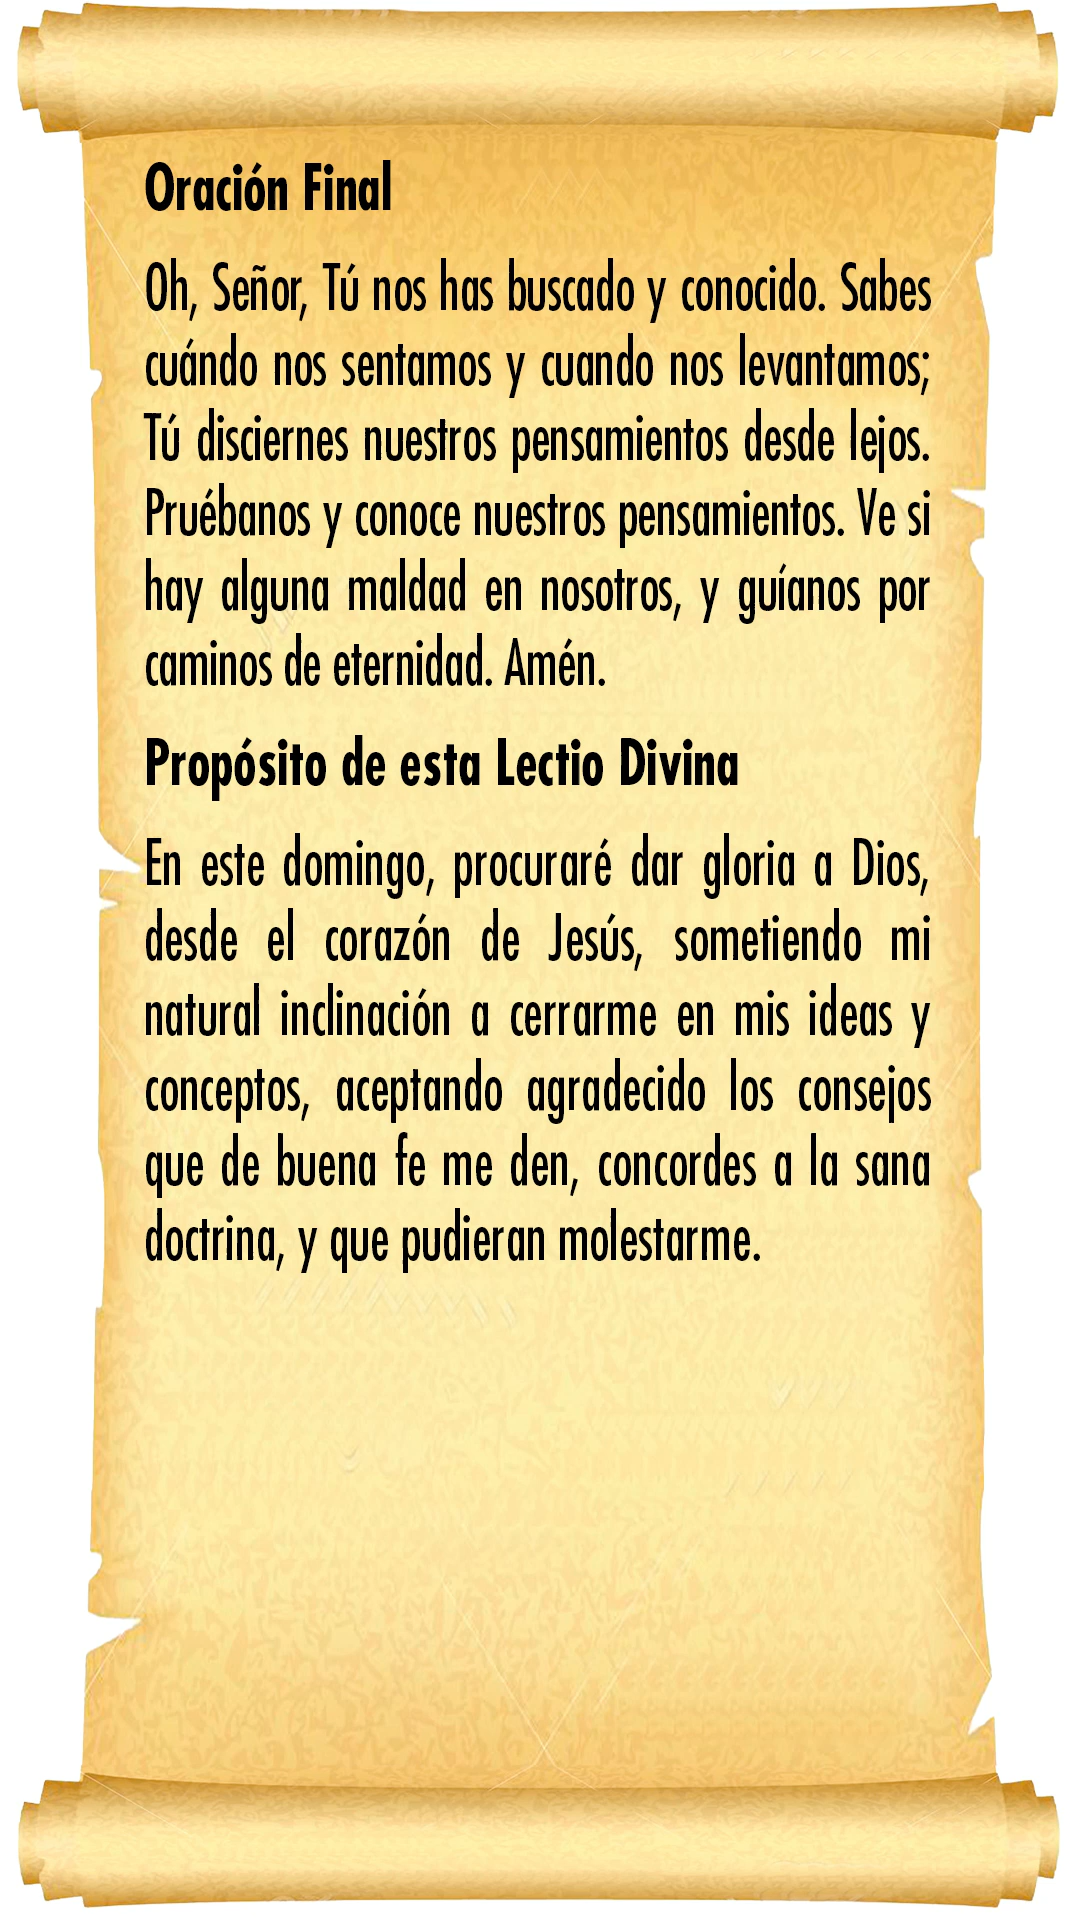 Oración Final
Oh, Señor, Tú nos has buscado y conocido. Sabes
cuándo nos sentamos y cuando nos levantamos;
Tú disciernes nuestros pensamientos desde lejos.
Pruébanos y conoce nuestros pensamientos. Ve si
hay alguna maldad en nosotros, y guíanos por
caminos de eternidad. Amén.
Propósito de esta Lectio Divina
En este domingo, procuraré dar gloria a Dios,
desde el corazón de Jesús, sometiendo mi
natural inclinación a cerrarme en mis ideas y
conceptos, aceptando agradecido los consejos
que de buena fe me den, concordes a la sana
doctrina, y que pudieran molestarme.